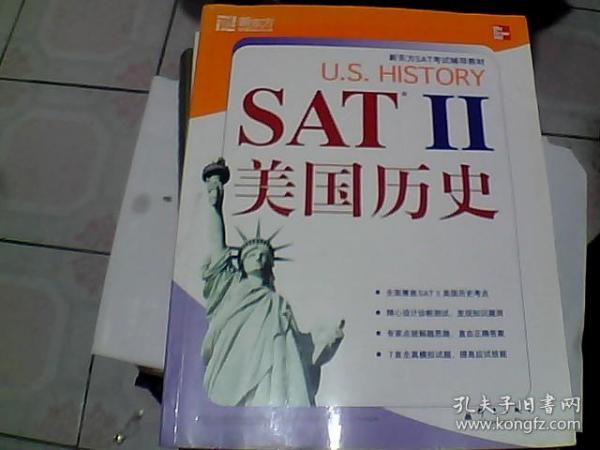 新东方
新东方SAT考试辅导教材
U.S. HISTORY
SAT® II
美国历史
全面覆盖SAT II 美国历史考点
精心设计诊断测试，发现知识漏洞
专家点拨解题思路，直击正确答案
7套全真模拟试题，提高应试技能
孔夫子旧书网
www.kongfz.com